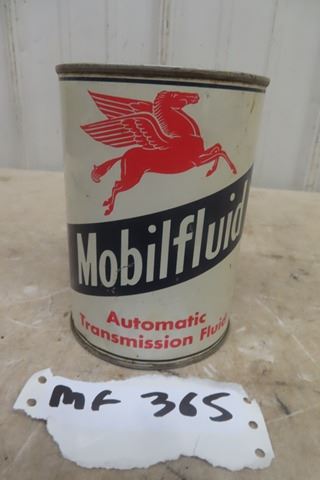 Mobilfluid
Automatic
Transmission Fluid
MF 365